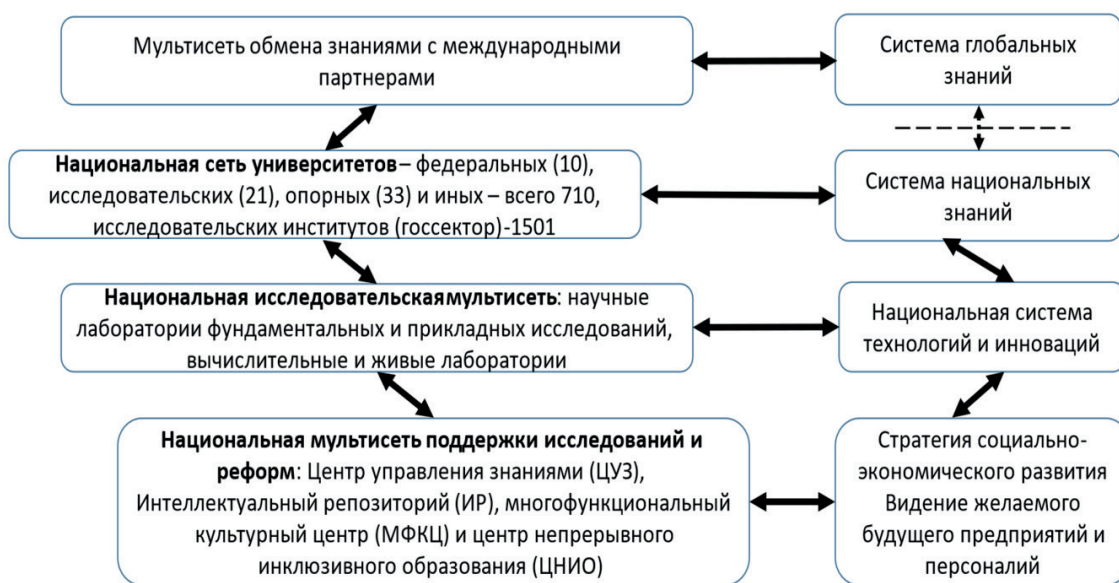 Мультисеть обмена знаниями с международными
партнерами
Система глобальных
знаний
Национальная сеть университетов – федеральных (10),
исследовательских (21), опорных (33) и иных – всего 710,
исследовательских институтов (госсектор)-1501
Система национальных
знаний
Национальная исследовательскаямультисеть: научные
лаборатории фундаментальных и прикладных исследований,
вычислительные и живые лаборатории
Национальная система
технологий и инноваций
Национальная мультисеть поддержки исследований и
реформ: Центр управления знаниями (ЦУЗ),
Интеллектуальный репозиторий (ИР), многофункциональный
культурный центр (МФКЦ) и центр непрерывного
инклюзивного образования (ЦНИО)
Стратегия социально-
экономического развития
Видение желаемого
будущего предприятий и
персоналий